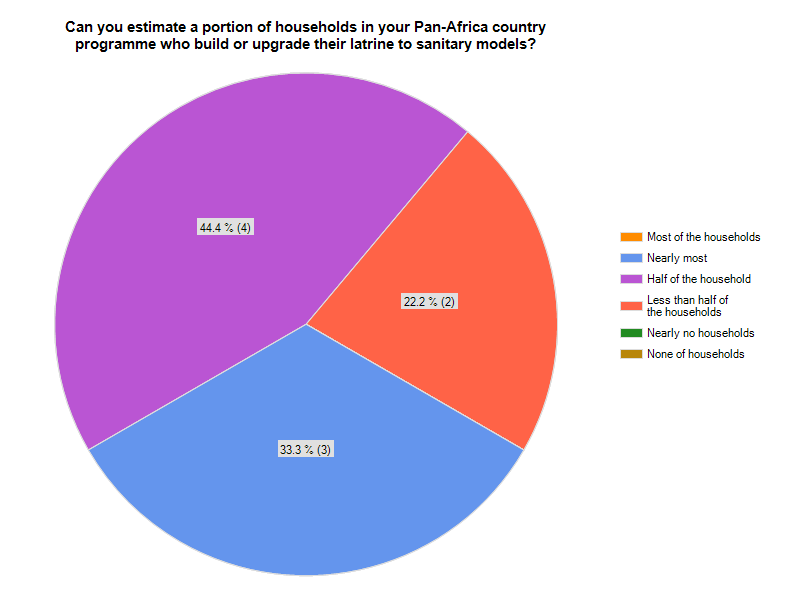 Can you estimate a portion of households in your Pan-Africa country
programme who build or upgrade their latrine to sanitary models?
44.4 % (4)
22.2 % (2)
33.3 % (3)
Most of the households
Nearly most
Half of the household
Less than half of
the households
Nearly no households
None of households